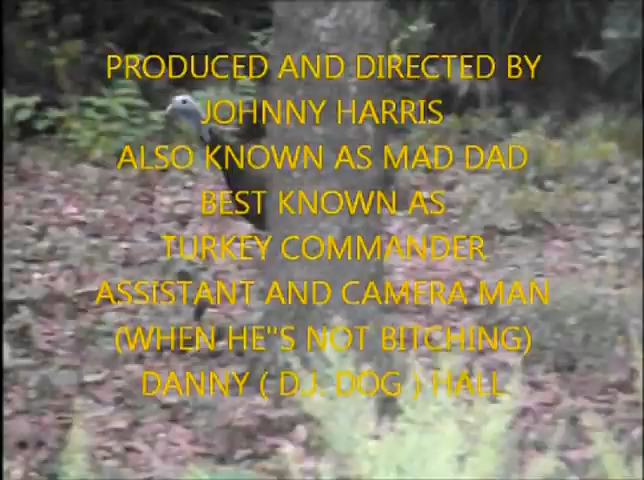 PRODUCED AND DIRECTED BY
JOHNNY HARRIS
ALSO KNOWN AS MAD DAD
BEST KNOWN AS
TURKEY COMMANDER
ASSISTANT AND CAMERA MAN
(WHEN HE"S NOT BITCHING)
DANNY ( D.J. DOG ) HALL